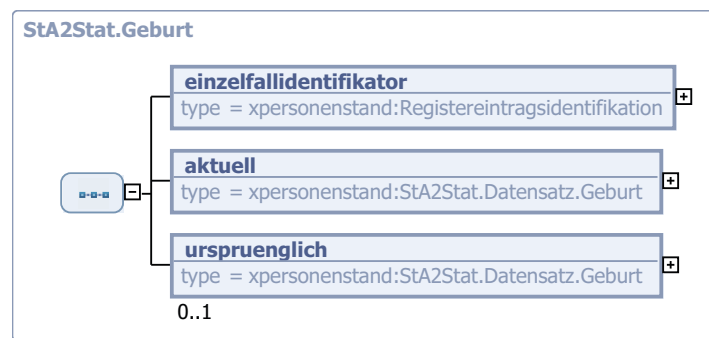 StA2Stat.Geburt
einzelfallidentifikator
type = xpersonenstand:Registereintragsidentifikation
aktuell
type = xpersonenstand:StA2Stat.Datensatz.Geburt
urspruenglich
type = xpersonenstand:StA2Stat.Datensatz.Geburt
0..1